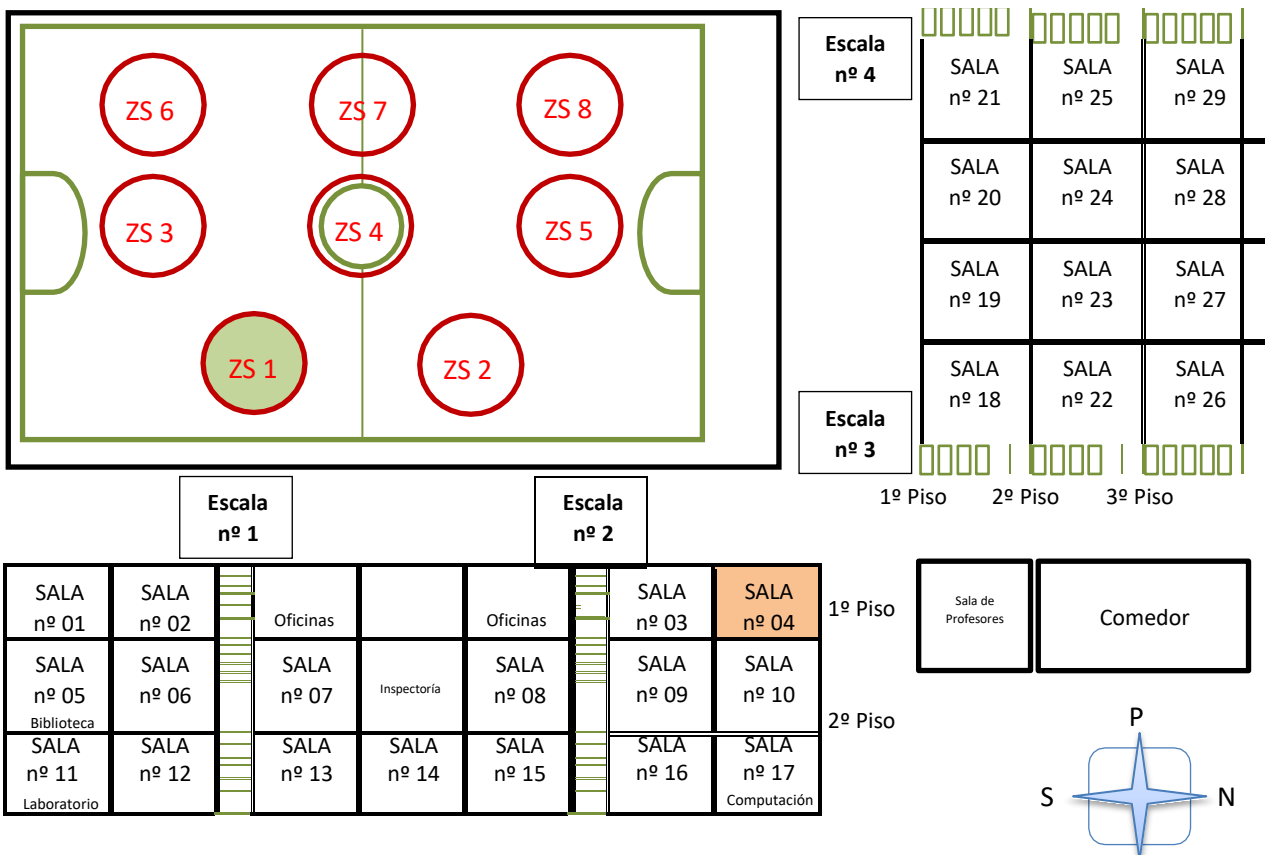 ZS 6
ZS 7
ZS 8
ZS 3
ZS 4
ZS 5
ZS 1
ZS 2
Escala
nº 4
SALA
nº 21
SALA
nº 25
SALA
nº 29
SALA
nº 20
SALA
nº 24
SALA
nº 28
SALA
nº 19
SALA
nº 23
SALA
nº 27
SALA
nº 18
SALA
nº 22
SALA
nº 26
Escala
nº 3
1º Piso
2º Piso
3º Piso
Escala
nº 1
Escala
nº 2
SALA
nº 01
SALA
nº 02
Oficinas
Oficinas
SALA
nº 03
SALA
nº 04
1º Piso
SALA
nº 05
Biblioteca
SALA
nº 06
SALA
nº 07
Inspectoría
SALA
nº 08
SALA
nº 09
SALA
nº 10
2º Piso
SALA
nº 11
Laboratorio
SALA
nº 12
SALA
nº 13
SALA
nº 14
SALA
nº 15
SALA
nº 16
SALA
nº 17
Computación
Sala de
Profesores
Comedor
P
S
N